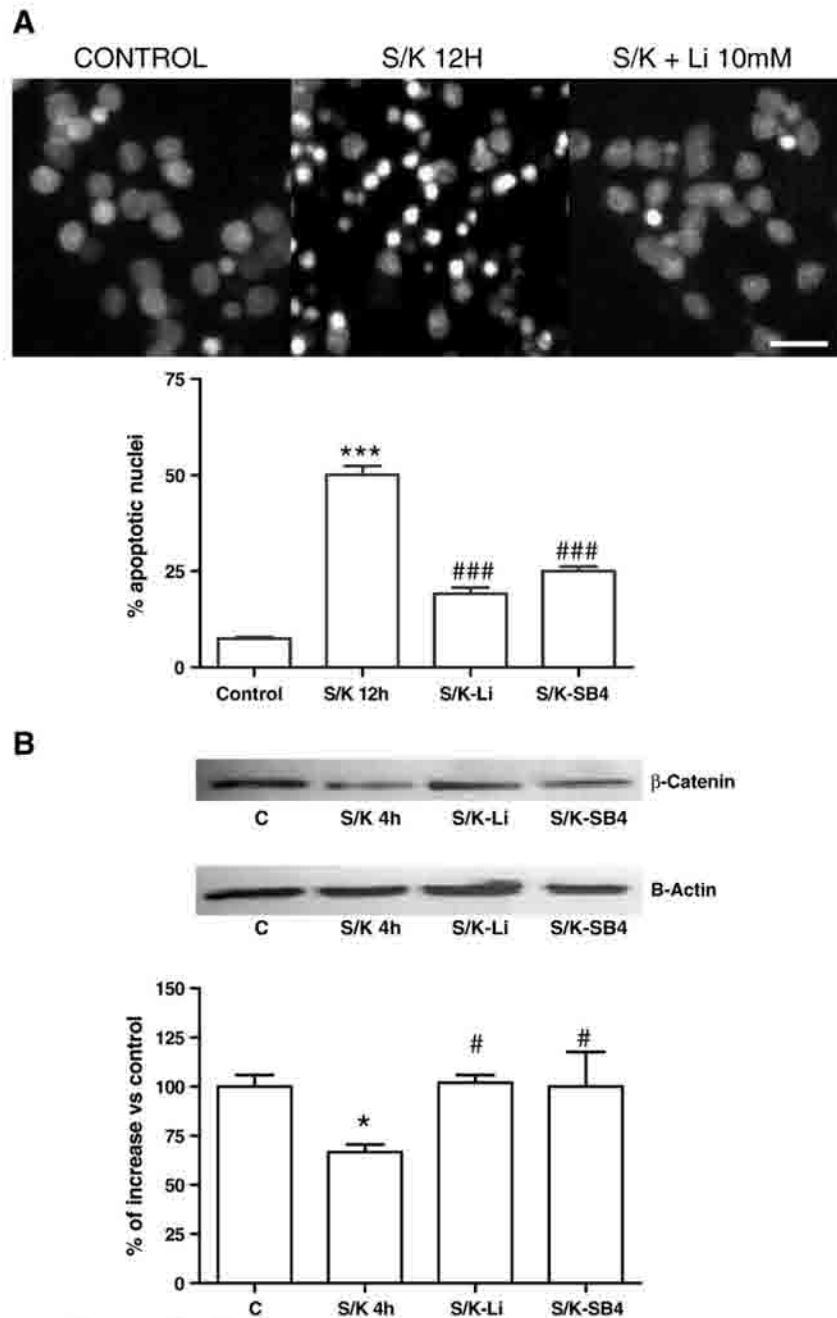 A
CONTROL S/K 12H S/K + Li 10mM
% apoptotic nuclei
75
50
25
0
***
###
###
Control S/K 12h S/K-Li S/K-SB4
B
β-Catenin
C S/K 4h S/K-Li S/K-SB4
B-Actin
C S/K 4h S/K-Li S/K-SB4
% of increase vs control
150
125
100
75
50
25
0
*
#
#
C S/K 4h S/K-Li S/K-SB4